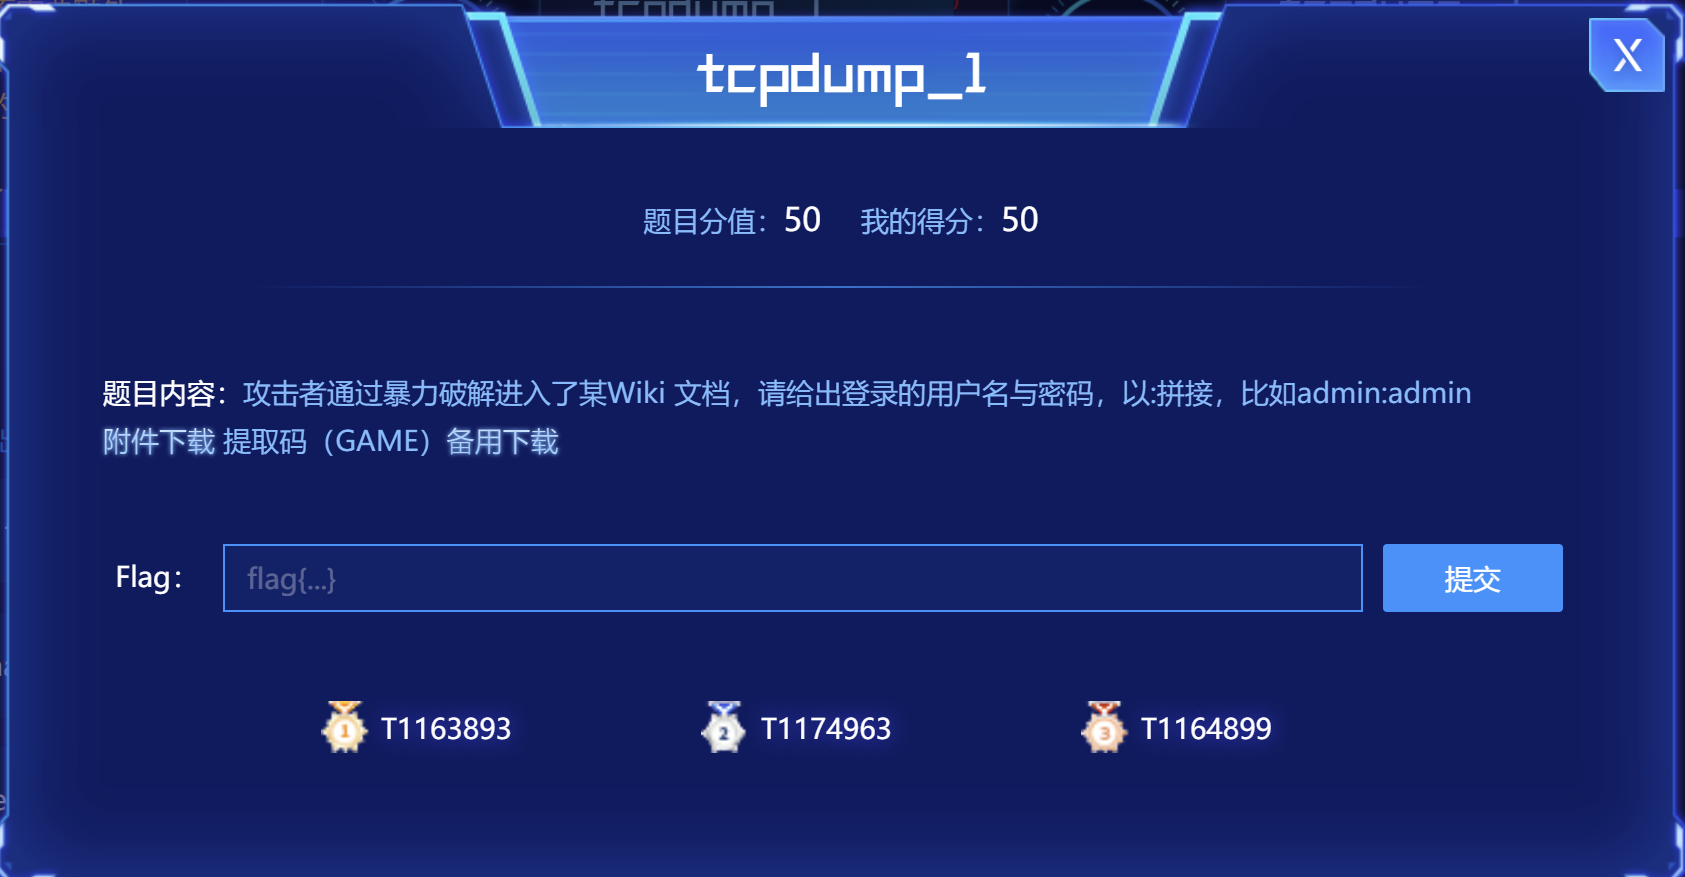 tcpdump_1
X
题目分值：50 我的得分：50
题目内容：攻击者通过暴力破解进入了某Wiki 文档，请给出登录的用户名与密码，以:拼接，比如admin:admin
附件下载 提取码（GAME）备用下载
Flag：
flag{...}
提交
1 T1163893
2 T1174963
3 T1164899